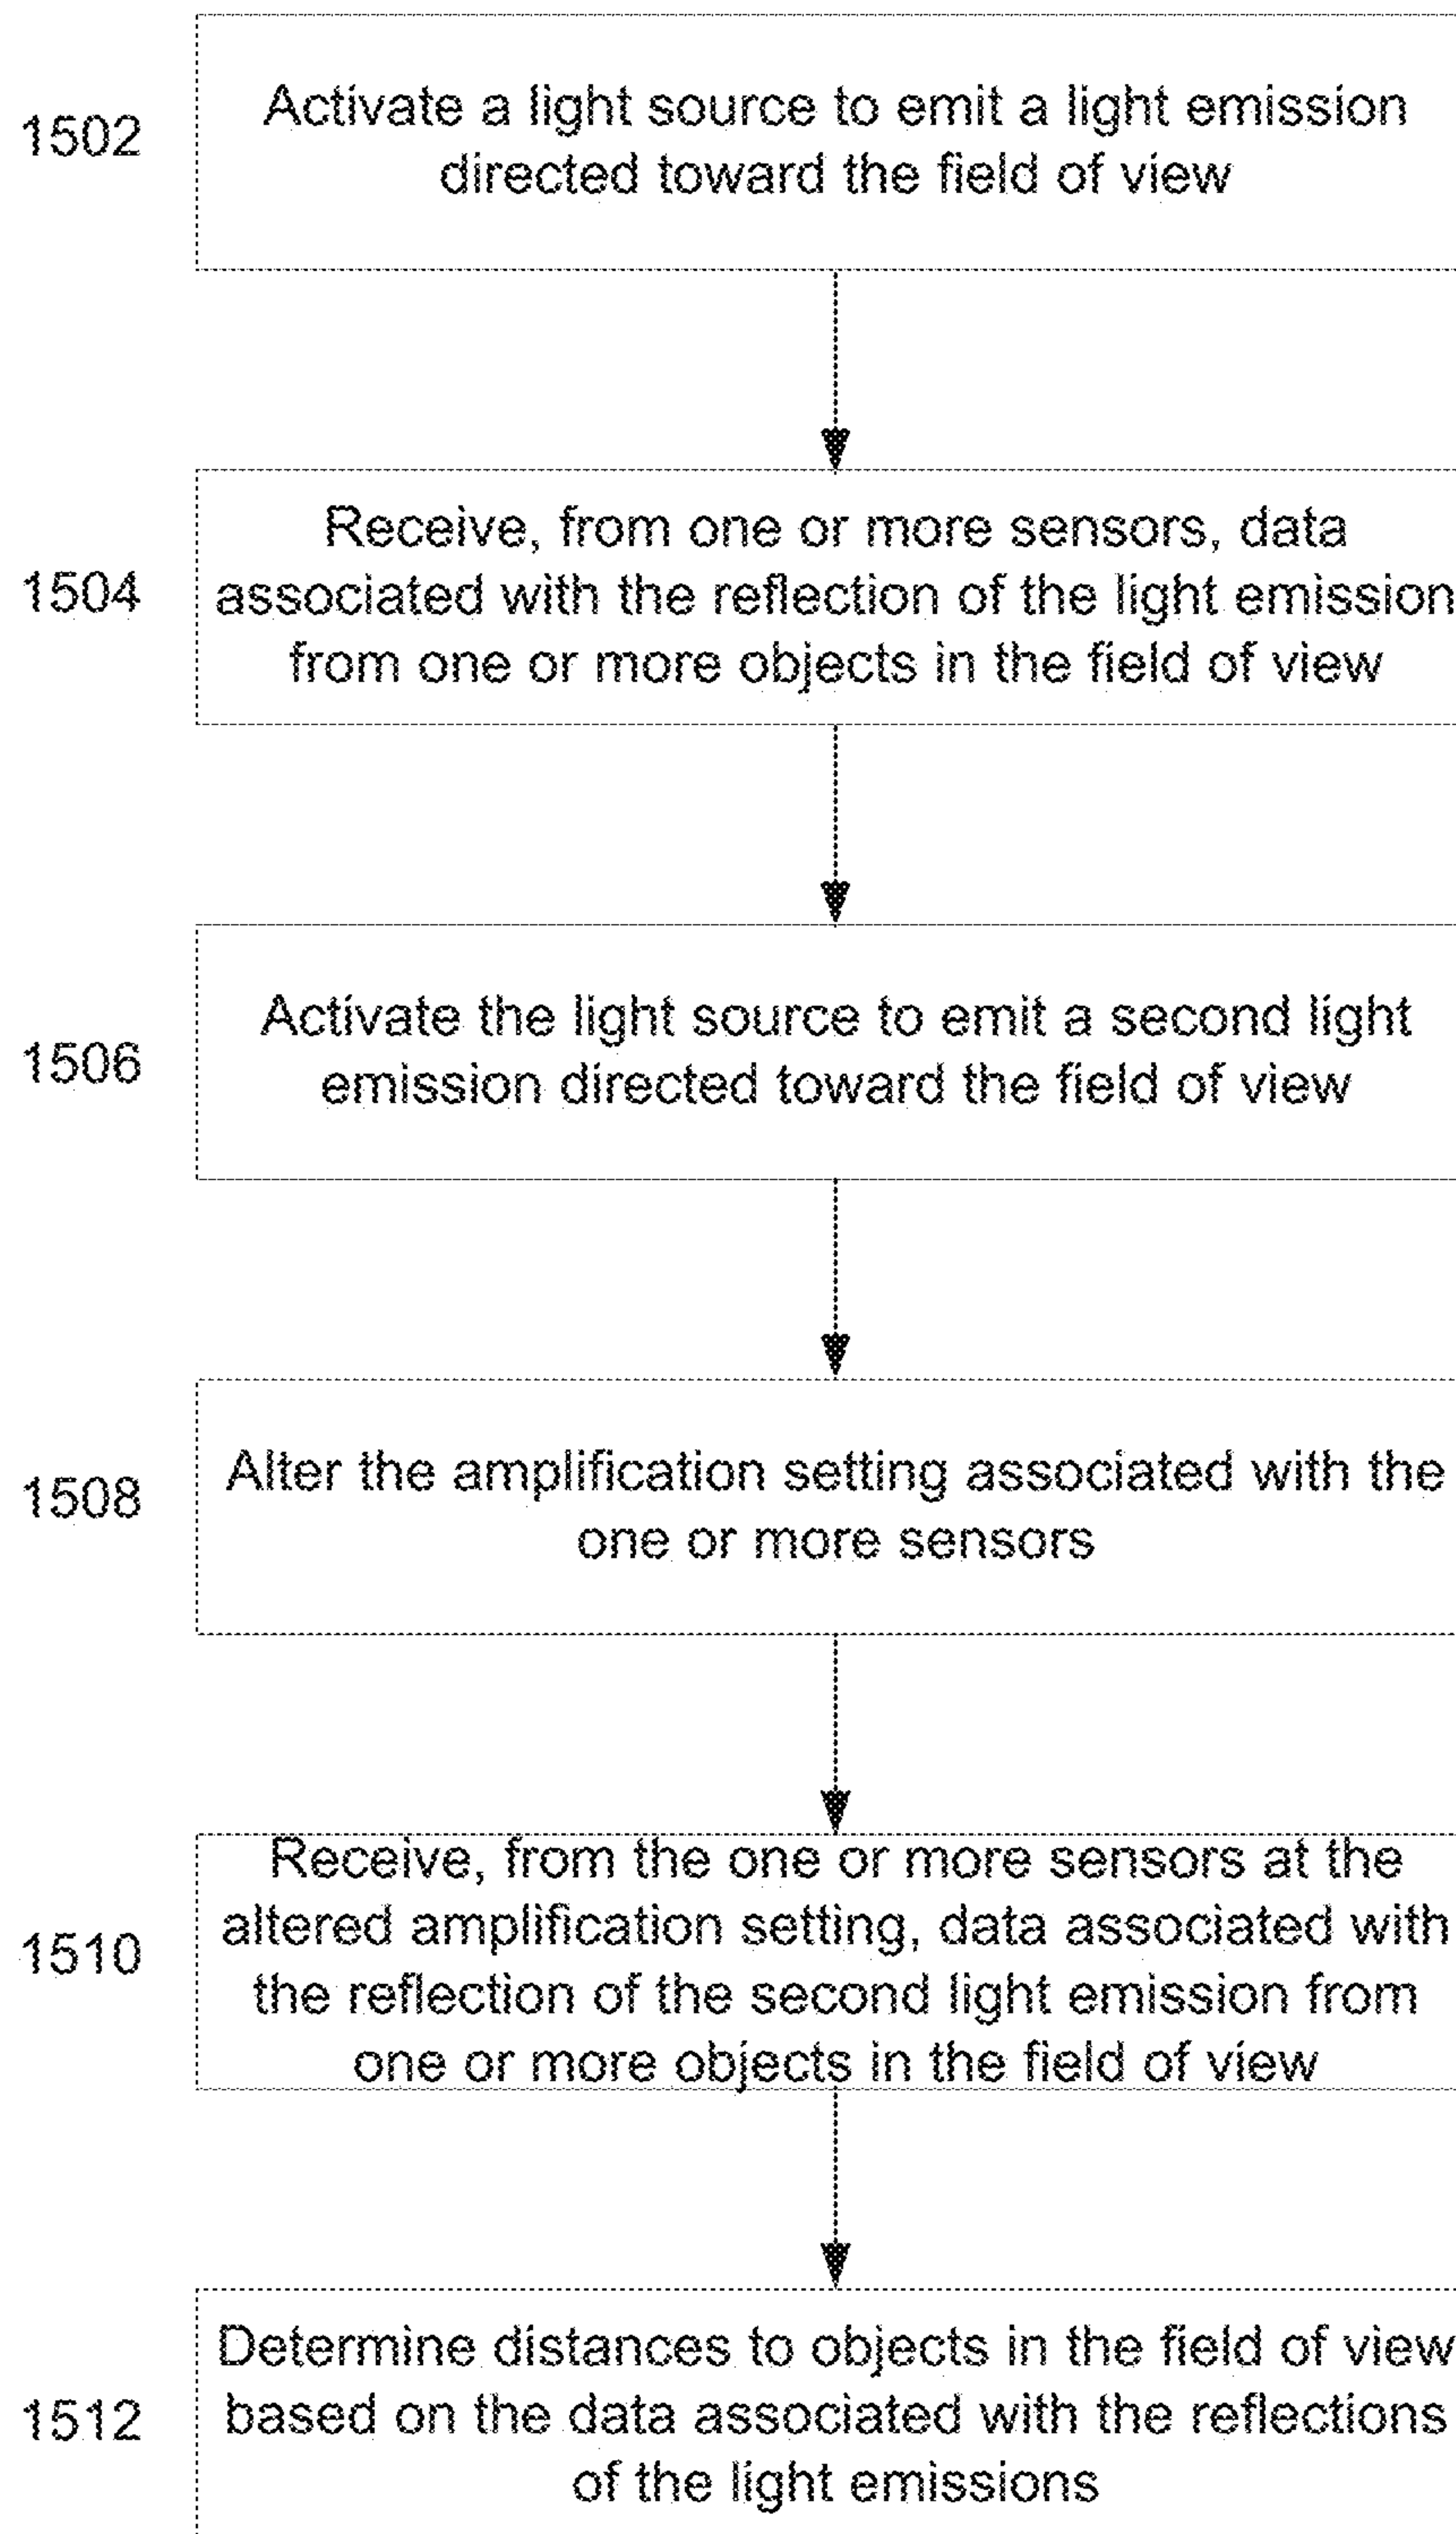 1502
Activate a light source to emit a light emission
directed toward the field of view
1504
Receive, from one or more sensors, data
associated with the reflection of the light emission
from one or more objects in the field of view
1506
Activate the light source to emit a second light
emission directed toward the field of view
1508
Alter the amplification setting associated with the
one or more sensors
1510
Receive, from the one or more sensors at the
altered amplification setting, data associated with
the reflection of the second light emission from
one or more objects in the field of view
1512
Determine distances to objects in the field of view
based on the data associated with the reflections
of the light emissions